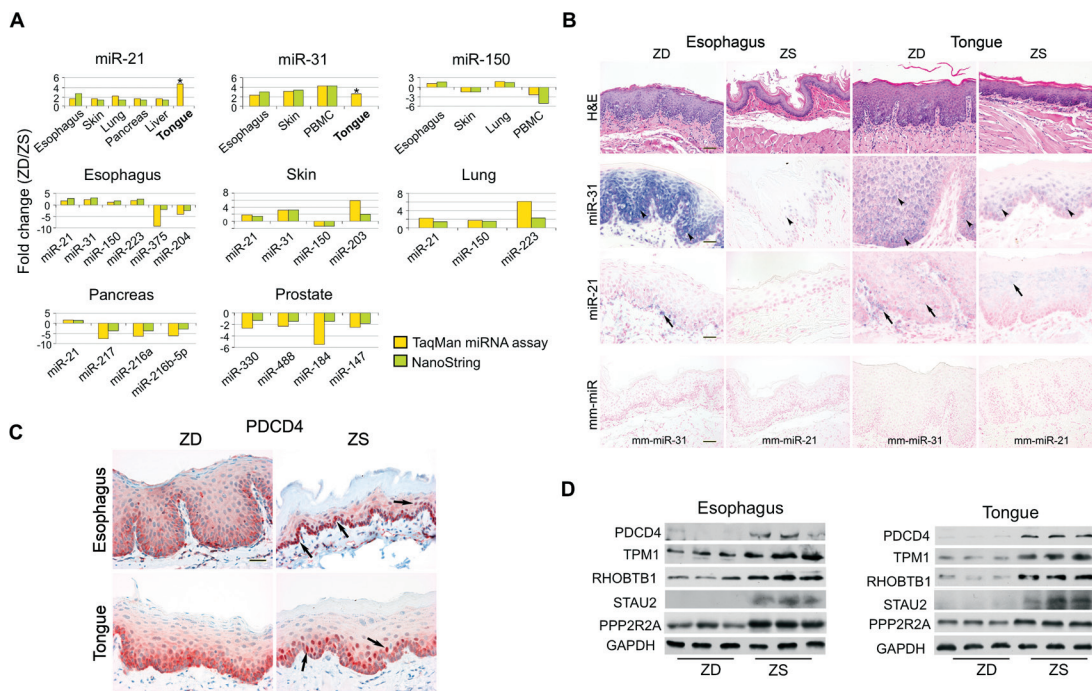 A
miR-21
miR-31
miR-150
6
4
2
0
Esophagus
Skin
Lung
Pancreas
Liver
Tongue
*
6
4
2
0
Esophagus
Skin
PBMC
Tongue
*
3
0
-3
-6
Esophagus
Skin
Lung
PBMC
Fold change (ZD/ZS)
Esophagus
Skin
Lung
5
0
-5
-10
miR-21
miR-31
miR-150
miR-223
miR-375
miR-204
8
4
0
miR-21
miR-31
miR-150
miR-203
8
4
0
miR-21
miR-150
miR-223
Pancreas
Prostate
5
0
-5
-10
miR-21
miR-217
miR-216a
miR-216b-5p
0
-2
-4
-6
miR-330
miR-488
miR-184
miR-147
TaqMan miRNA assay
NanoString
B
Esophagus
Tongue
ZD
ZS
ZD
ZS
H&E
miR-31
miR-21
mm-miR
mm-miR-31
mm-miR-21
mm-miR-31
mm-miR-21
C
PDCD4
ZD
ZS
Esophagus
Tongue
D
Esophagus
PDCD4
TPM1
RHOBTB1
STAU2
PPP2R2A
GAPDH
ZD
ZS
Tongue
PDCD4
TPM1
RHOBTB1
STAU2
PPP2R2A
GAPDH
ZD
ZS